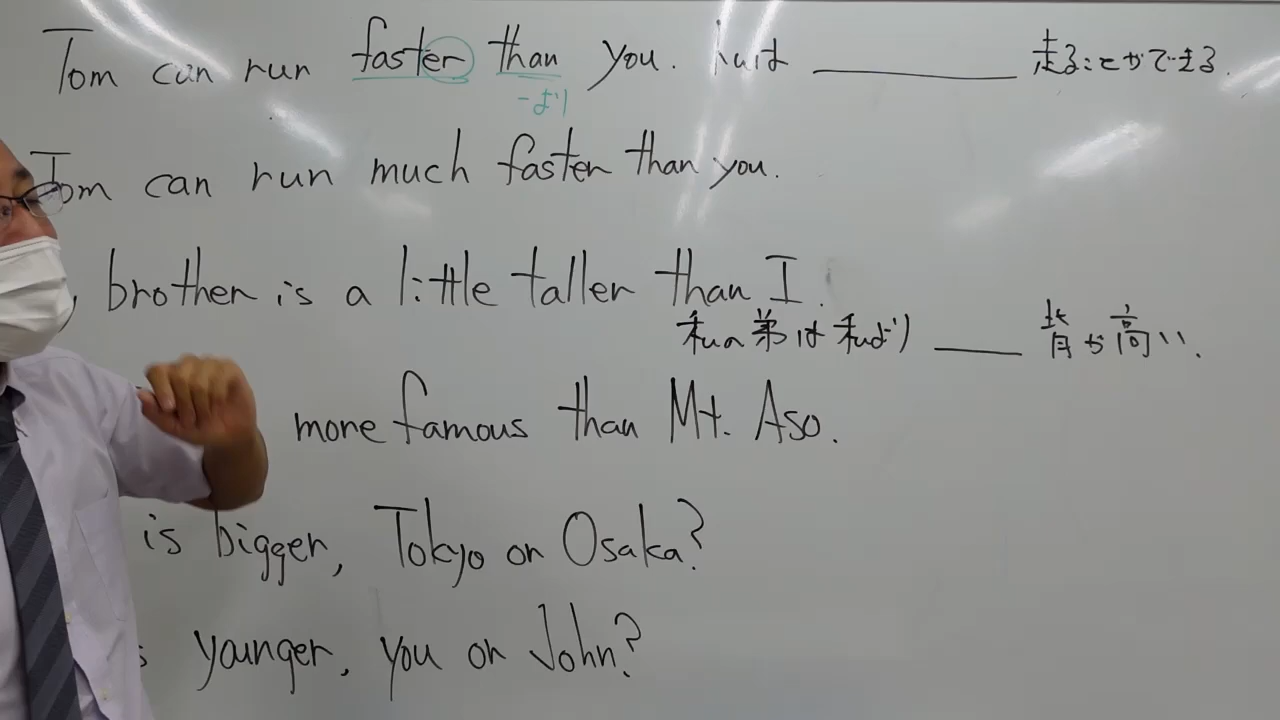 Tom can run faster than you. トムは ______ 走ることができる.
-より
Tom can run much faster than you.
brother is a little taller than I.
私の弟は私より ____ 背が高い.
more famous than Mt. Aso.
is bigger, Tokyo or Osaka?
s younger, you or John?